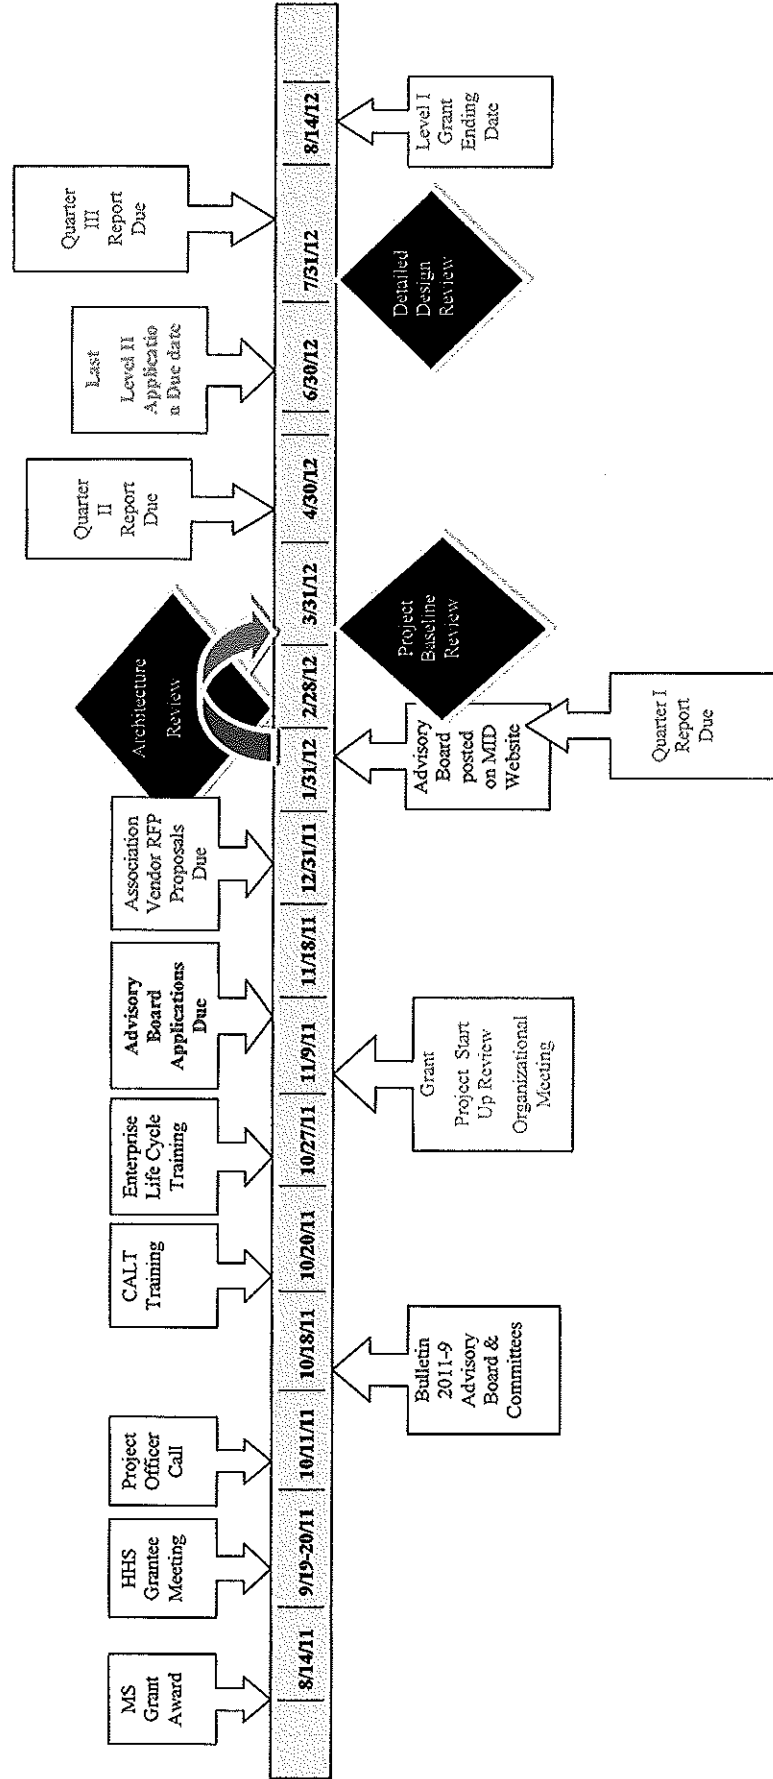 MS
Grant
Award
HHS
Grantee
Meeting
Project
Officer
Call
CALT
Training
Enterprise
Life Cycle
Training
Advisory
Board
Applications
Due
Association
Vendor RFP
Proposals
Due
Architecture
Review
Quarter
II
Report
Due
Last
Level II
Applicatio
n Due date
Quarter
III
Report
Due
8/14/11
9/19-20/11
10/11/11
10/18/11
10/20/11
10/27/11
11/9/11
11/18/11
12/31/11
1/31/12
2/28/12
3/31/12
4/30/12
6/30/12
7/31/12
8/14/12
Bulletin
2011-9
Advisory
Board &
Committees
Grant
Project Start
Up Review
Organizational
Meeting
Advisory
Board
posted
on MID
Website
Quarter I
Report
Due
Project
Baseline
Review
Detailed
Design
Review
Level I
Grant
Ending
Date